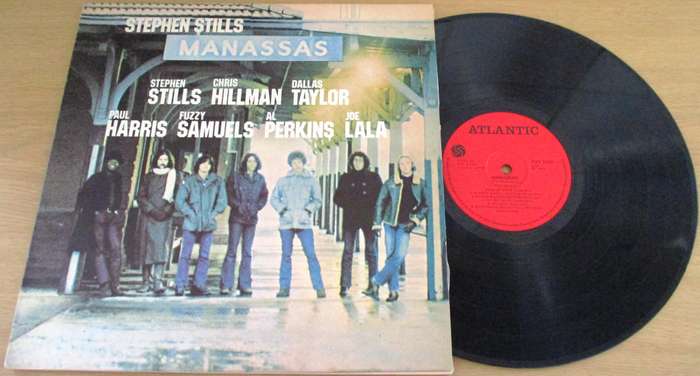 STEPHEN STILLS
MANASSAS
STEPHEN CHRIS DALLAS
STILLS HILLMAN TAYLOR
PAUL FUZZY AL JOE
HARRIS SAMUELS PERKINS LALA
ATLANTIC